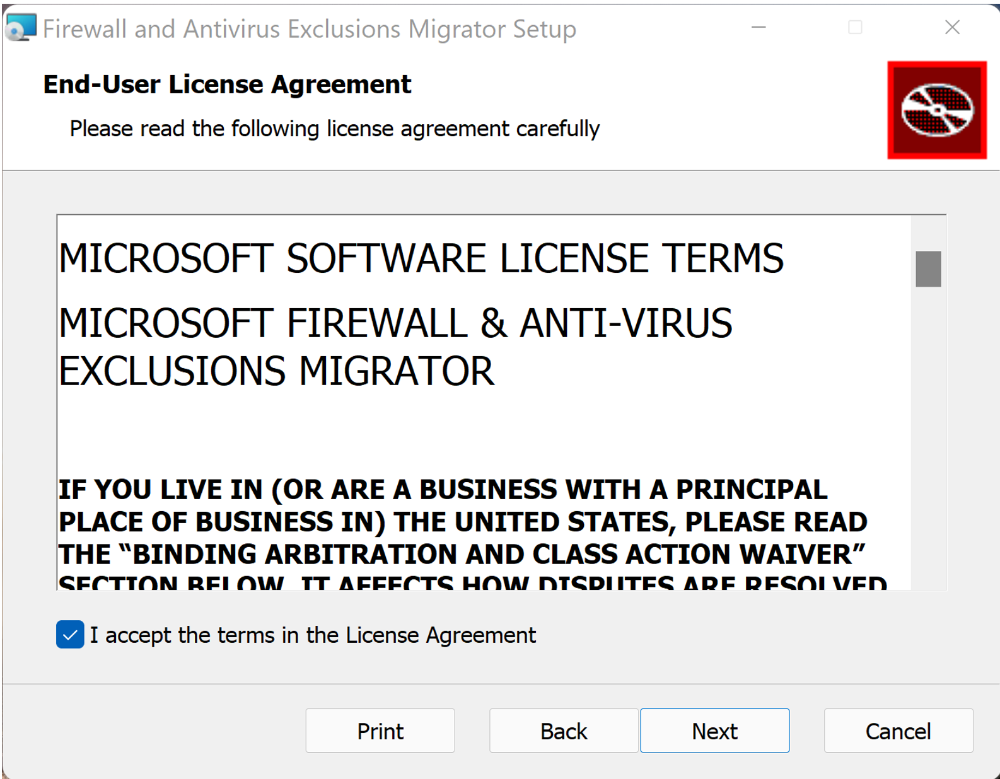 Firewall and Antivirus Exclusions Migrator Setup
End-User License Agreement
Please read the following license agreement carefully
MICROSOFT SOFTWARE LICENSE TERMS
MICROSOFT FIREWALL & ANTI-VIRUS
EXCLUSIONS MIGRATOR
IF YOU LIVE IN (OR ARE A BUSINESS WITH A PRINCIPAL
PLACE OF BUSINESS IN) THE UNITED STATES, PLEASE READ
THE “BINDING ARBITRATION AND CLASS ACTION WAIVER”
SECTION BELOW. IT AFFECTS HOW DISPUTES ARE RESOLVED.
I accept the terms in the License Agreement
Print
Back
Next
Cancel